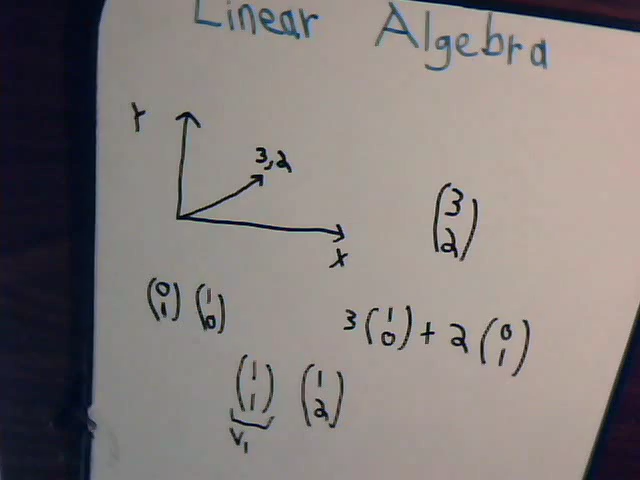 Linear Algebra
Y
3,2
(3
2)
X
(0
1) (1
0)
3(1
0) + 2(0
1)
(1
1) (1
2)
V1